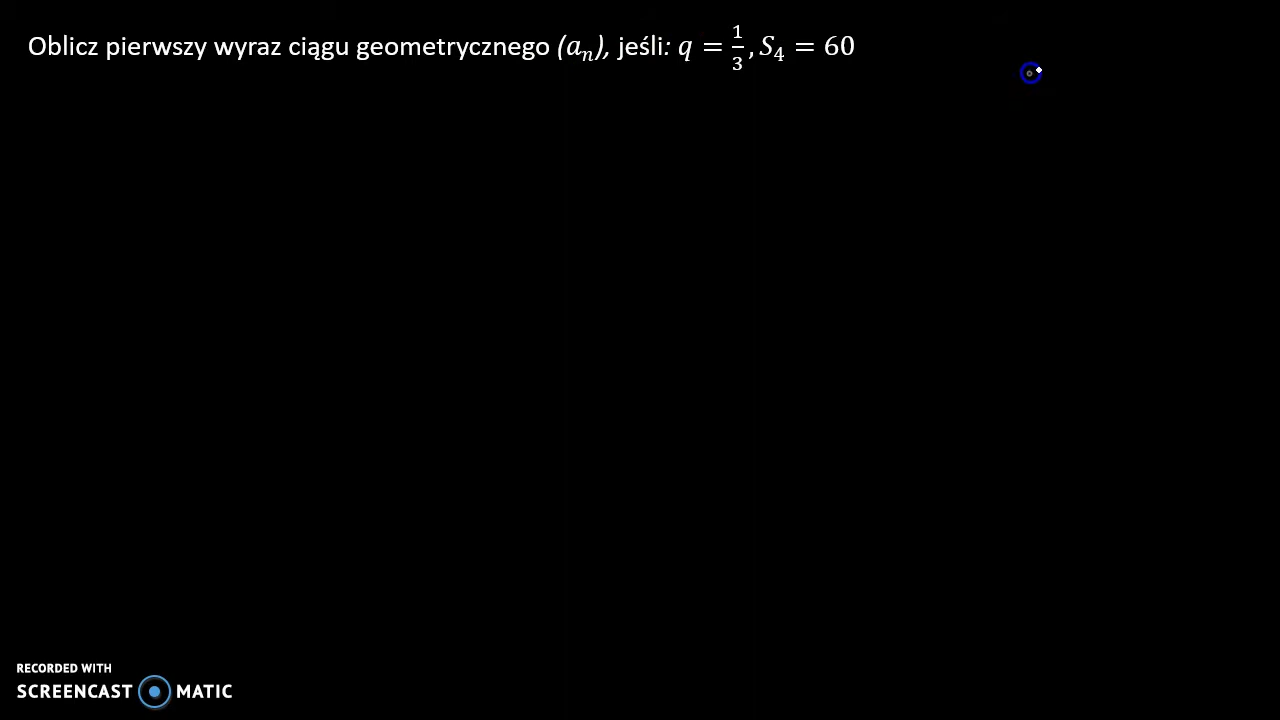 Oblicz pierwszy wyraz ciągu geometrycznego (aₙ), jeśli: q = 1/3, S₄ = 60
RECORDED WITH
SCREENCAST MATIC